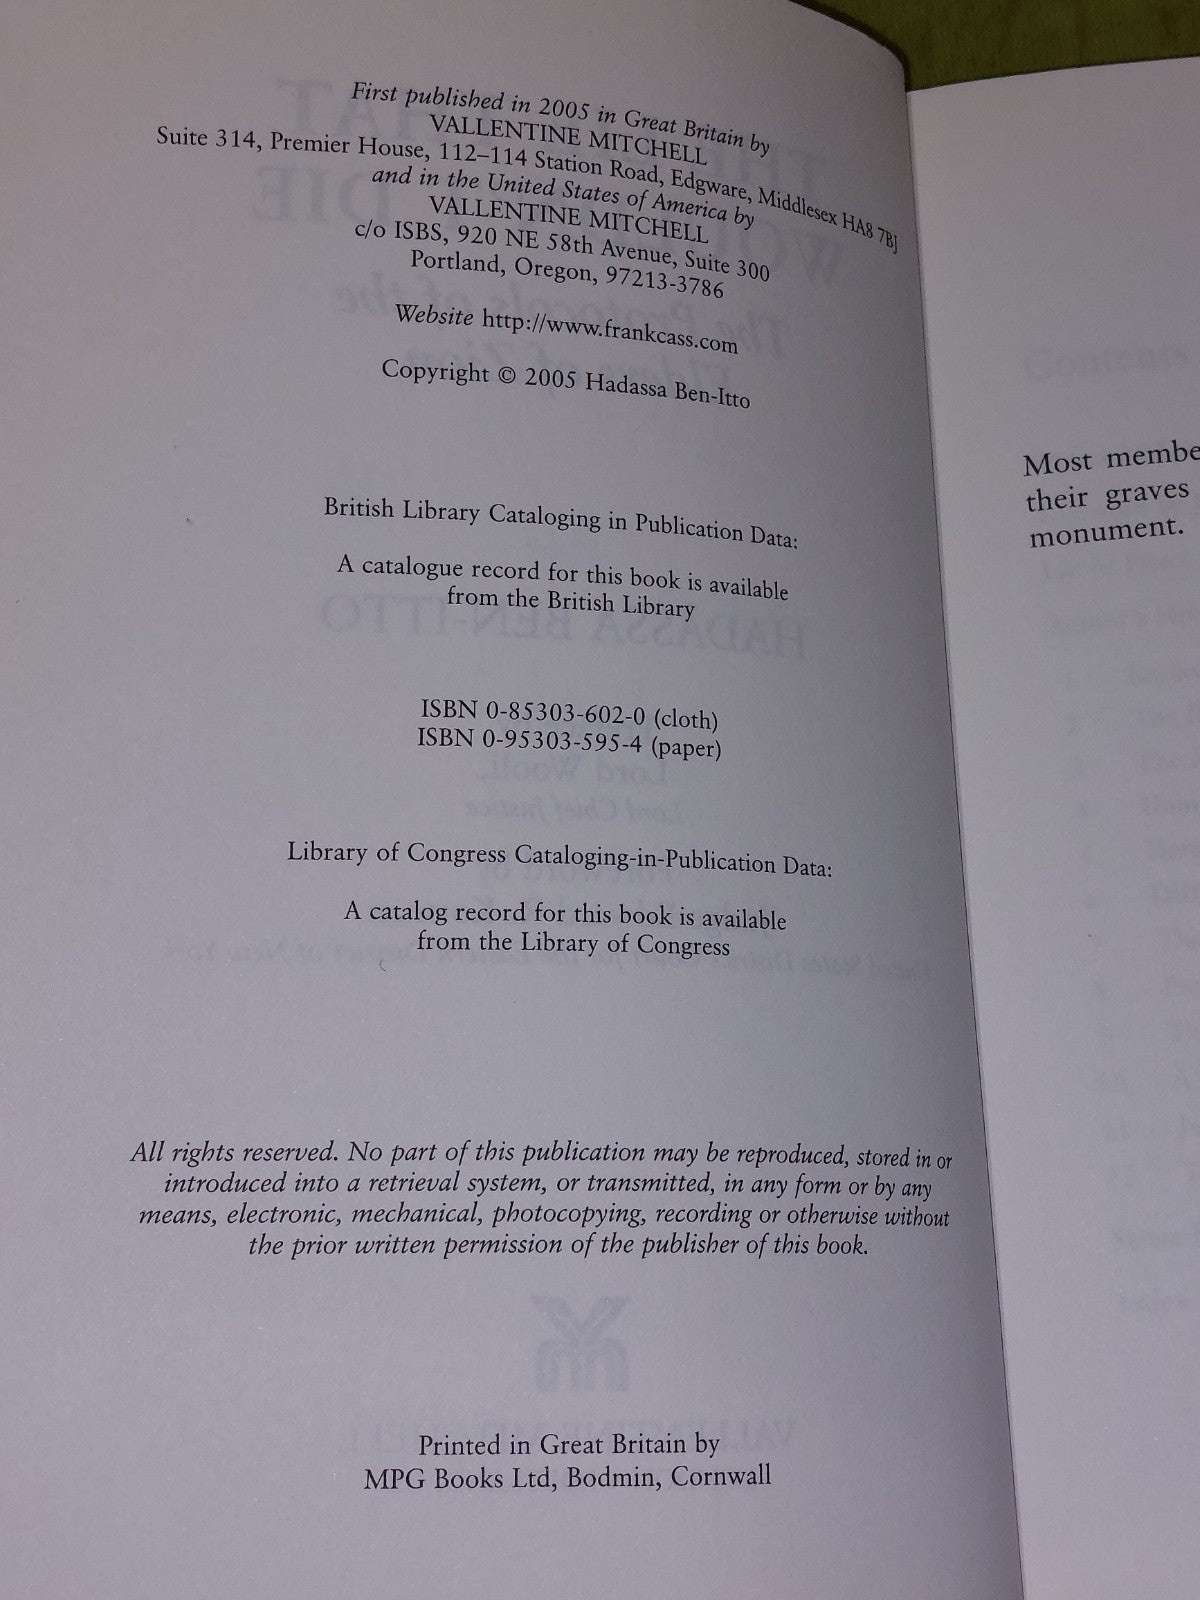 First published in 2005 in Great Britain by
VALLENTINE MITCHELL
Suite 314, Premier House, 112–114 Station Road, Edgware, Middlesex HA8 7BJ
and in the United States of America by
VALLENTINE MITCHELL
c/o ISBS, 920 NE 58th Avenue, Suite 300
Portland, Oregon, 97213-3786
Website http://www.frankcass.com
Copyright © 2005 Hadassa Ben-Itto
British Library Cataloging in Publication Data:
A catalogue record for this book is available
from the British Library
ISBN 0-85303-602-0 (cloth)
ISBN 0-95303-595-4 (paper)
Library of Congress Cataloging-in-Publication Data:
A catalog record for this book is available
from the Library of Congress
All rights reserved. No part of this publication may be reproduced, stored in or
introduced into a retrieval system, or transmitted, in any form or by any
means, electronic, mechanical, photocopying, recording or otherwise without
the prior written permission of the publisher of this book.
Printed in Great Britain by
MPG Books Ltd, Bodmin, Cornwall
Most membe
their graves
monument.